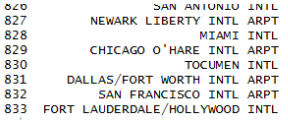 826 SAN ANTONIO INTL
827 NEWARK LIBERTY INTL ARPT
828 MIAMI INTL
829 CHICAGO O'HARE INTL ARPT
830 TOCUMEN INTL
831 DALLAS/FORT WORTH INTL ARPT
832 SAN FRANCISCO INTL ARPT
833 FORT LAUDERDALE/HOLLYWOOD INTL